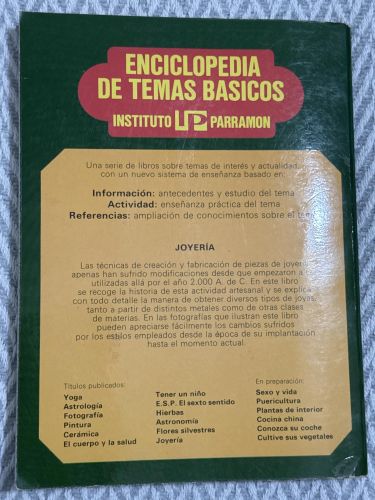 ENCICLOPEDIA
DE TEMAS BASICOS
INSTITUTO PARRAMON
Una serie de libros sobre temas de interés y actualidad,
con un nuevo sistema de enseñanza basado en:
Información: antecedentes y estudio del tema
Actividad: enseñanza práctica del tema
Referencias: ampliación de conocimientos sobre el tema
JOYERÍA
Las técnicas de creación y fabricación de piezas de joyería
apenas han sufrido modificaciones desde que empezaron a
utilizadas allá por el año 2.000 A. de C. En este libro
se recoge la historia de esta actividad artesanal y se explica
con todo detalle la manera de obtener diversos tipos de joyas,
tanto a partir de distintos metales como de otras clases
de materias. En las fotografías que ilustran este libro
pueden apreciarse fácilmente los cambios sufridos
por los estilos empleados desde la época de su implantación
hasta el momento actual.
Títulos publicados:
Yoga
Astrología
Fotografía
Pintura
Cerámica
El cuerpo y la salud
Tener un niño
E.S.P. El sexto sentido
Hierbas
Astronomía
Flores silvestres
Joyería
En preparación:
Sexo y vida
Puericultura
Plantas de interior
Cocina china
Conozca su coche
Cultive sus vegetales